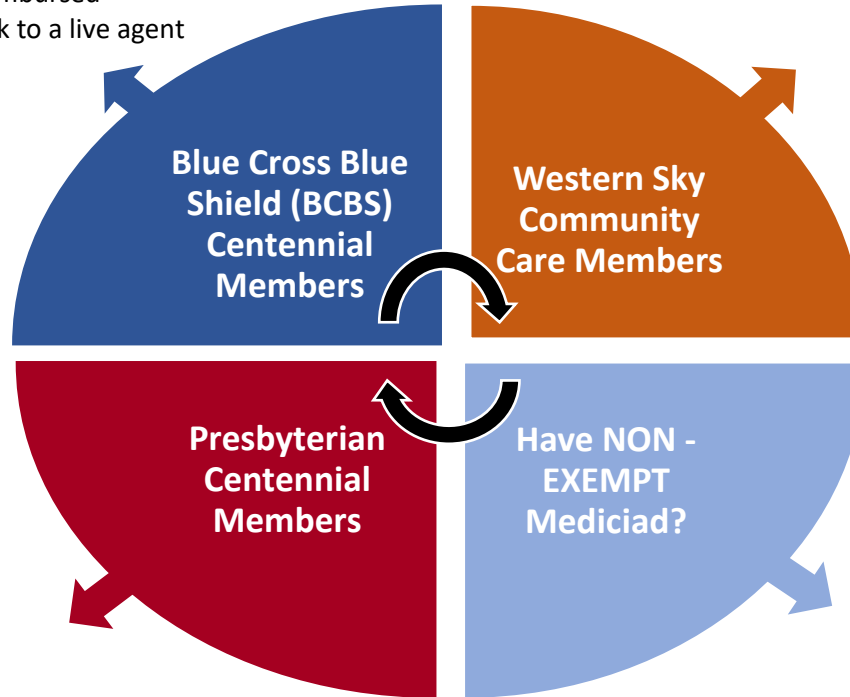 k to a live agent
Blue Cross Blue
Shield (BCBS)
Centennial
Members
Western Sky
Community
Care Members
Presbyterian
Centennial
Members
Have NON -
EXEMPT
Mediciad?